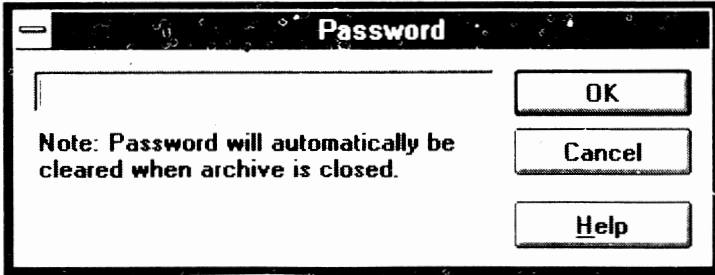 Password
OK
Note: Password will automatically be
cleared when archive is closed.
Cancel
Help